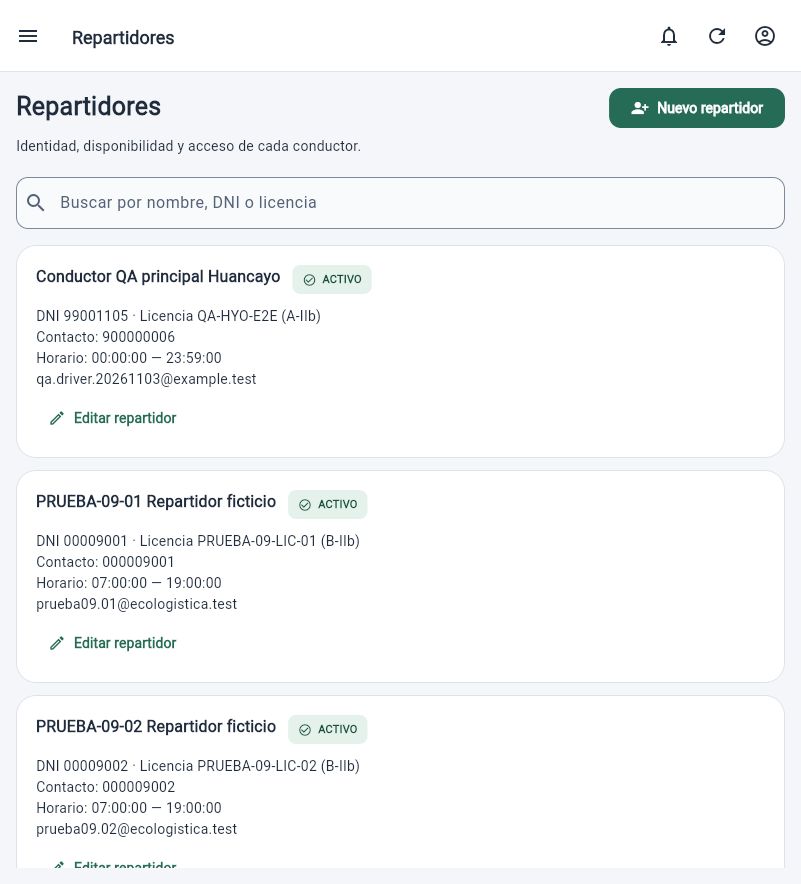 Repartidores
Repartidores
Nuevo repartidor
Identidad, disponibilidad y acceso de cada conductor.
Buscar por nombre, DNI o licencia
Conductor QA principal Huancayo ACTIVO
DNI 99001105 · Licencia QA-HYO-E2E (A-IIb)
Contacto: 900000006
Horario: 00:00:00 — 23:59:00
qa.driver.20261103@example.test
Editar repartidor
PRUEBA-09-01 Repartidor ficticio ACTIVO
DNI 00009001 · Licencia PRUEBA-09-LIC-01 (B-IIb)
Contacto: 000009001
Horario: 07:00:00 — 19:00:00
prueba09.01@ecologistica.test
Editar repartidor
PRUEBA-09-02 Repartidor ficticio ACTIVO
DNI 00009002 · Licencia PRUEBA-09-LIC-02 (B-IIb)
Contacto: 000009002
Horario: 07:00:00 — 19:00:00
prueba09.02@ecologistica.test
Editar repartidor